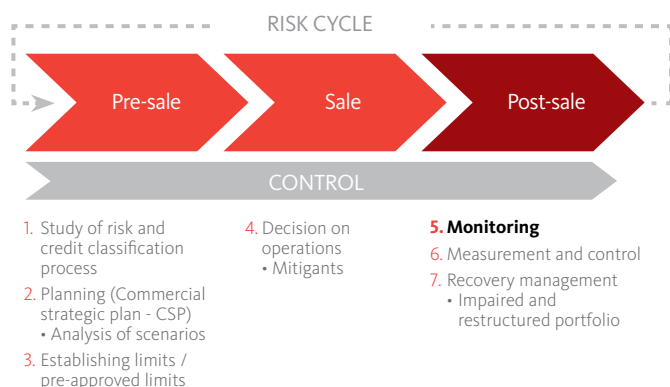 RISK CYCLE
Pre-sale
Sale
Post-sale
CONTROL
1. Study of risk and
credit classification
process
2. Planning (Commercial
strategic plan - CSP)
• Analysis of scenarios
3. Establishing limits /
pre-approved limits
4. Decision on
operations
• Mitigants
5. Monitoring
6. Measurement and control
7. Recovery management
• Impaired and
restructured portfolio